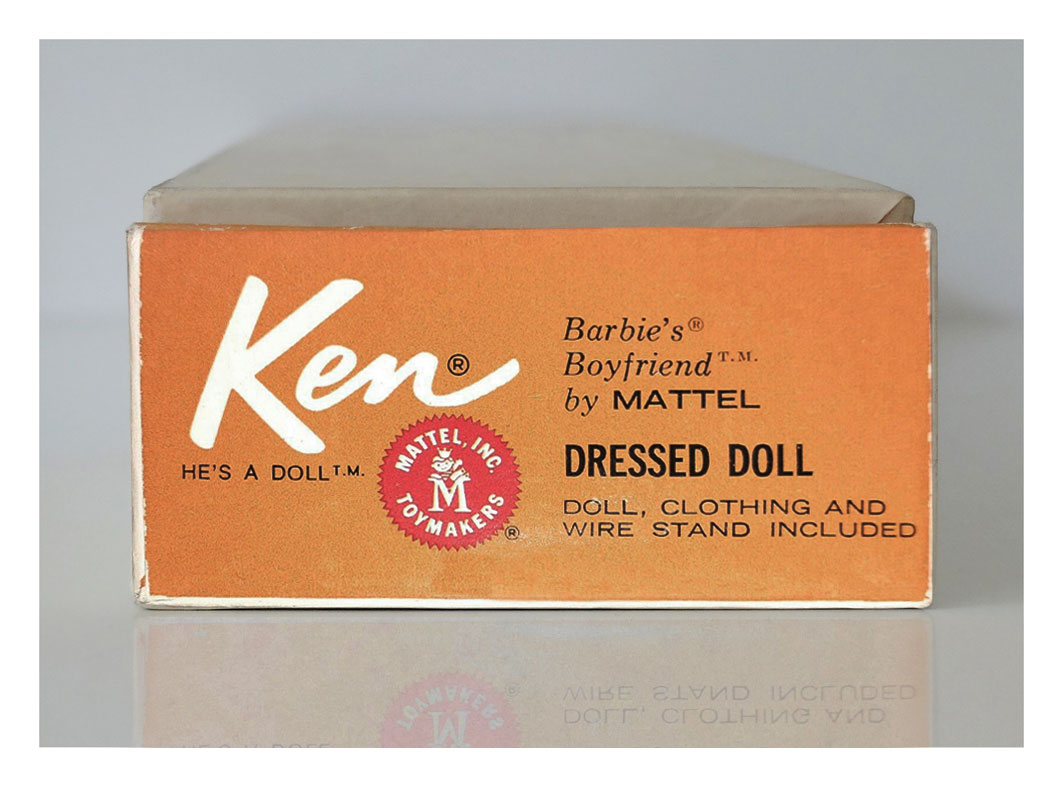 Ken®
HE'S A DOLL T.M.
MATTEL, INC.
M
TOYMAKERS
®
Barbie's®
Boyfriend T.M.
by MATTEL
DRESSED DOLL
DOLL, CLOTHING AND
WIRE STAND INCLUDED